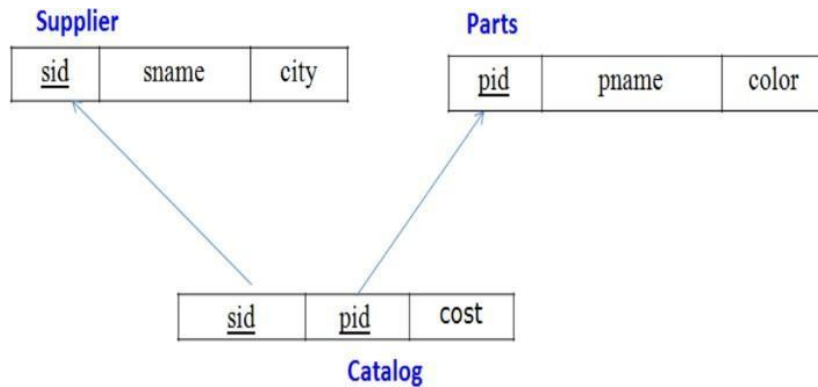 Supplier
sid sname city
Parts
pid pname color
sid pid cost
Catalog